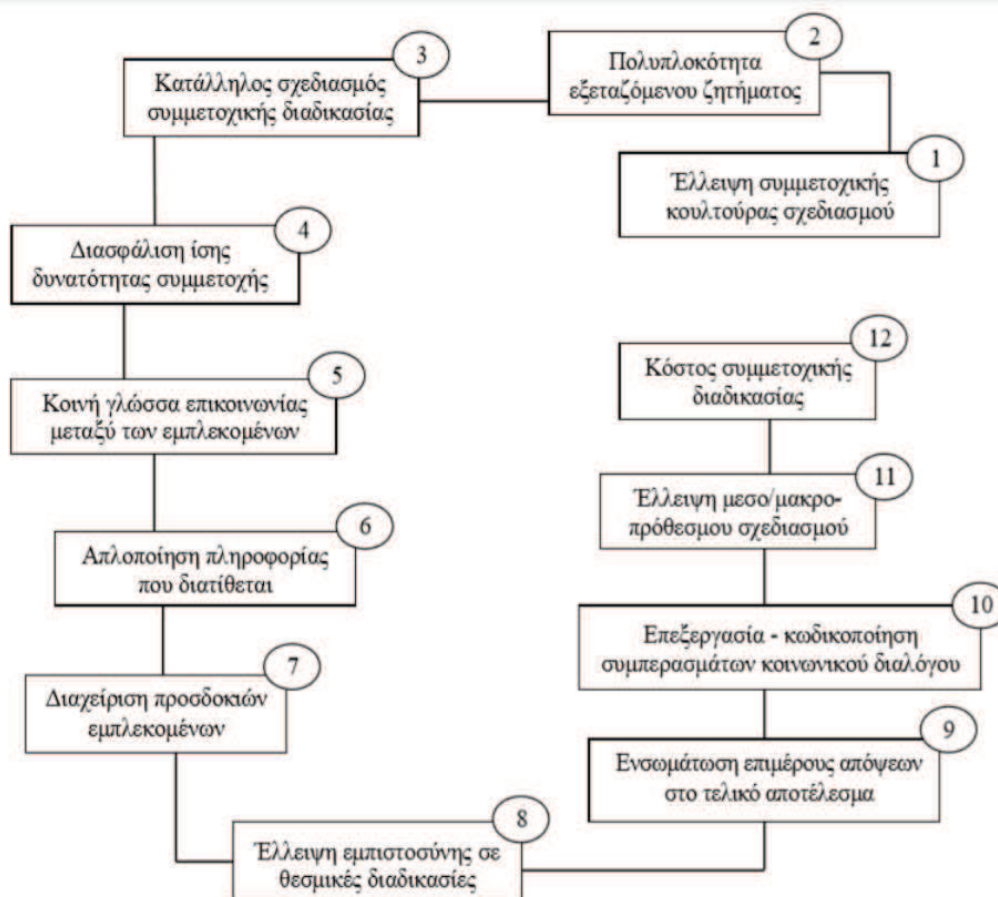 3
Κατάλληλος σχεδιασμός
συμμετοχικής διαδικασίας
2
Πολυπλοκότητα
εξεταζόμενου ζητήματος
1
Έλλειψη συμμετοχικής
κουλτούρας σχεδιασμού
4
Διασφάλιση ίσης
δυνατότητας συμμετοχής
5
Κοινή γλώσσα επικοινωνίας
μεταξύ των εμπλεκομένων
6
Απλοποίηση πληροφορίας
που διατίθεται
7
Διαχείριση προσδοκιών
εμπλεκομένων
8
Έλλειψη εμπιστοσύνης σε
θεσμικές διαδικασίες
12
Κόστος συμμετοχικής
διαδικασίας
11
Έλλειψη μεσο/μακρο-
πρόθεσμου σχεδιασμού
10
Επεξεργασία - κωδικοποίηση
συμπερασμάτων κοινωνικού διαλόγου
9
Ενσωμάτωση επιμέρους απόψεων
στο τελικό αποτέλεσμα